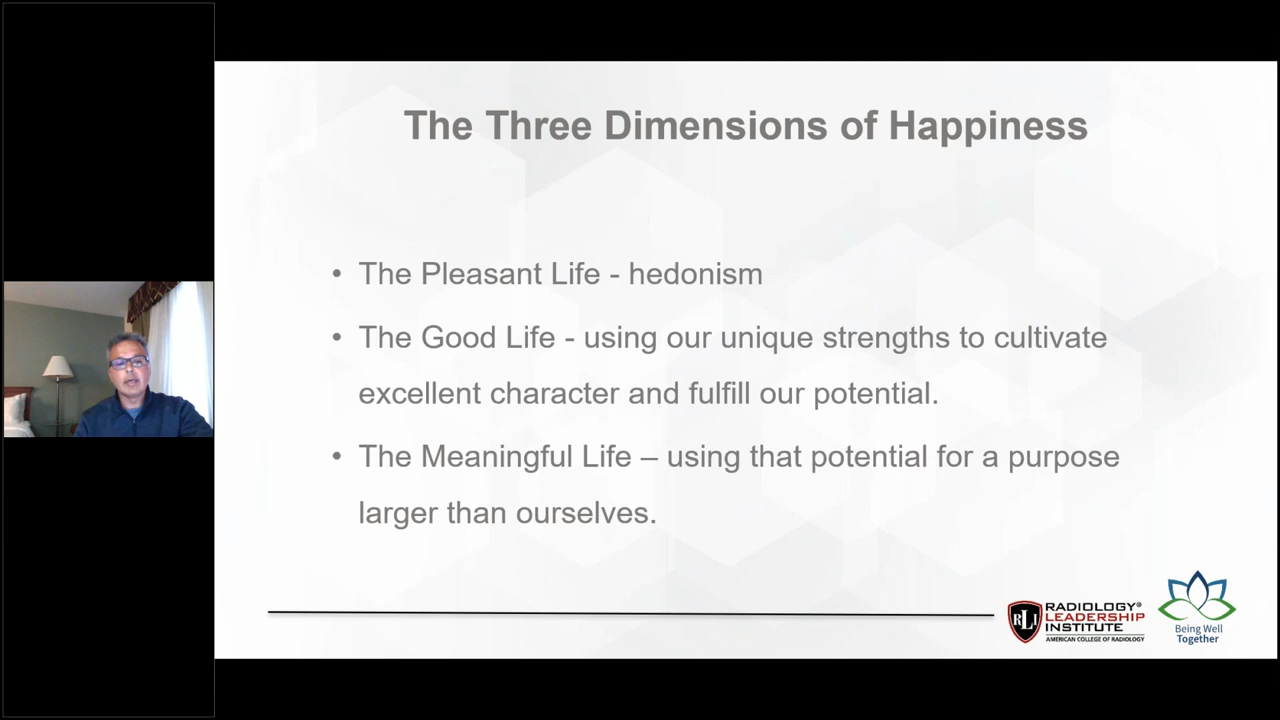 The Three Dimensions of Happiness
• The Pleasant Life - hedonism
• The Good Life - using our unique strengths to cultivate
excellent character and fulfill our potential.
• The Meaningful Life – using that potential for a purpose
larger than ourselves.
RLI
RADIOLOGY®
LEADERSHIP
INSTITUTE
AMERICAN COLLEGE OF RADIOLOGY
Being Well
Together